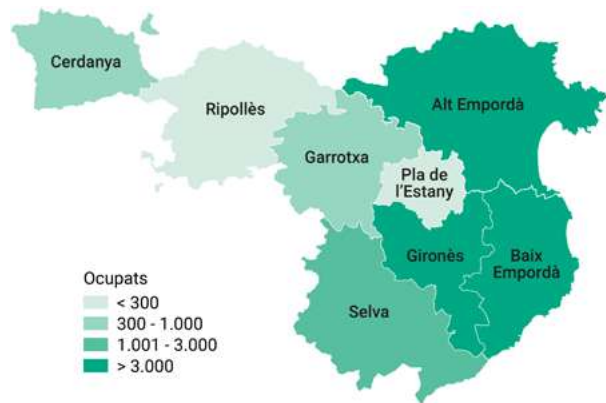 Cerdanya
Ripollès
Alt Empordà
Garrotxa
Pla de
l'Estany
Gironès
Baix
Empordà
Selva
Ocupats
< 300
300 - 1.000
1.001 - 3.000
> 3.000